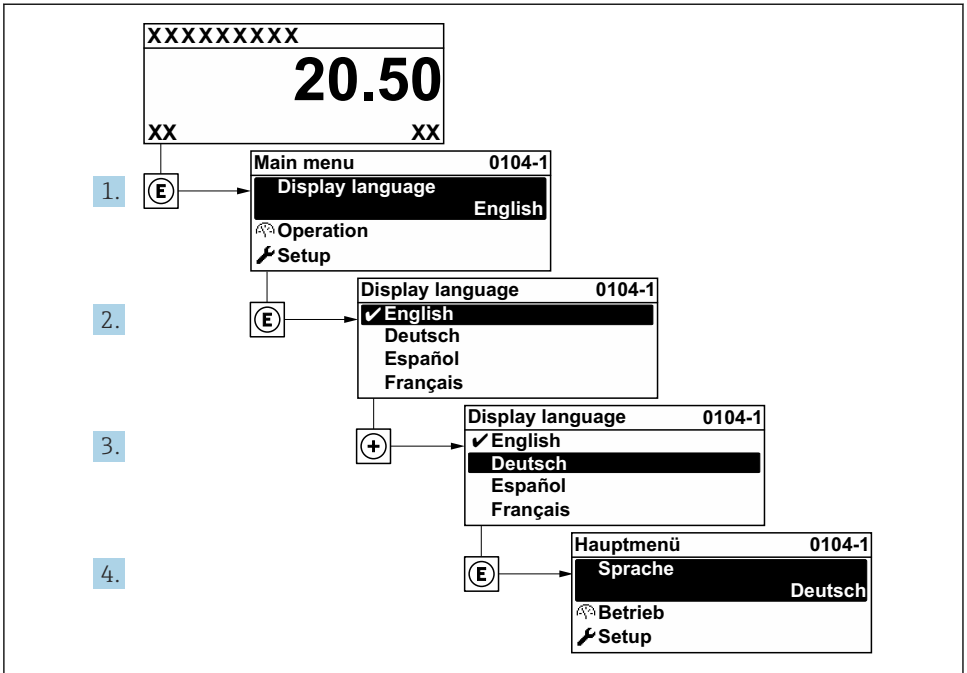 XXXXXXXXX
20.50
XX XX
1. E
Main menu 0104-1
Display language
English
Operation
Setup
2. E
Display language 0104-1
✔English
Deutsch
Español
Français
3. +
Display language 0104-1
✔English
Deutsch
Español
Français
4. E
Hauptmenü 0104-1
Sprache
Deutsch
Betrieb
Setup